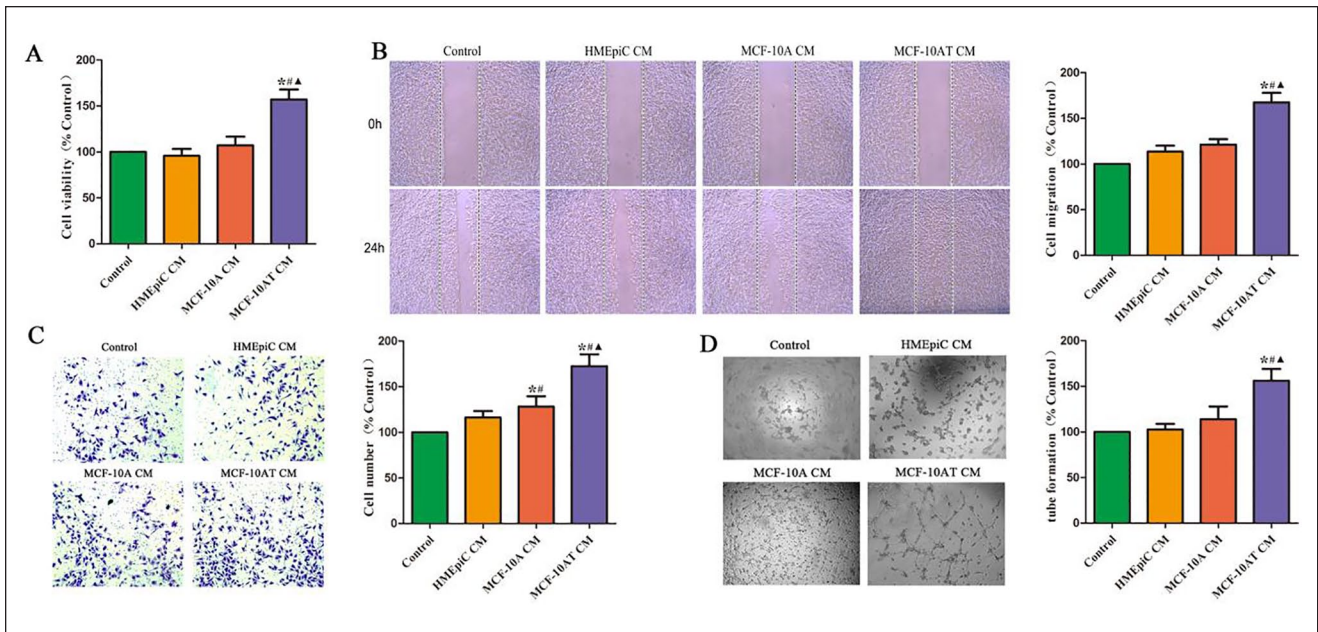 A
Cell viability (% Control)
200
150
100
50
0
*#▲
Control
HMEpiC CM
MCF-10A CM
MCF-10AT CM
B
Control
HMEpiC CM
MCF-10A CM
MCF-10AT CM
0h
24h
Cell migration (% Control)
200
150
100
50
0
*#▲
Control
HMEpiC CM
MCF-10A CM
MCF-10AT CM
C
Control
HMEpiC CM
MCF-10A CM
MCF-10AT CM
Cell number (% Control)
200
150
100
50
0
*#
*#▲
Control
HMEpiC CM
MCF-10A CM
MCF-10AT CM
D
Control
HMEpiC CM
MCF-10A CM
MCF-10AT CM
tube formation (% Control)
200
150
100
50
0
*#▲
Control
HMEpiC CM
MCF-10A CM
MCF-10AT CM